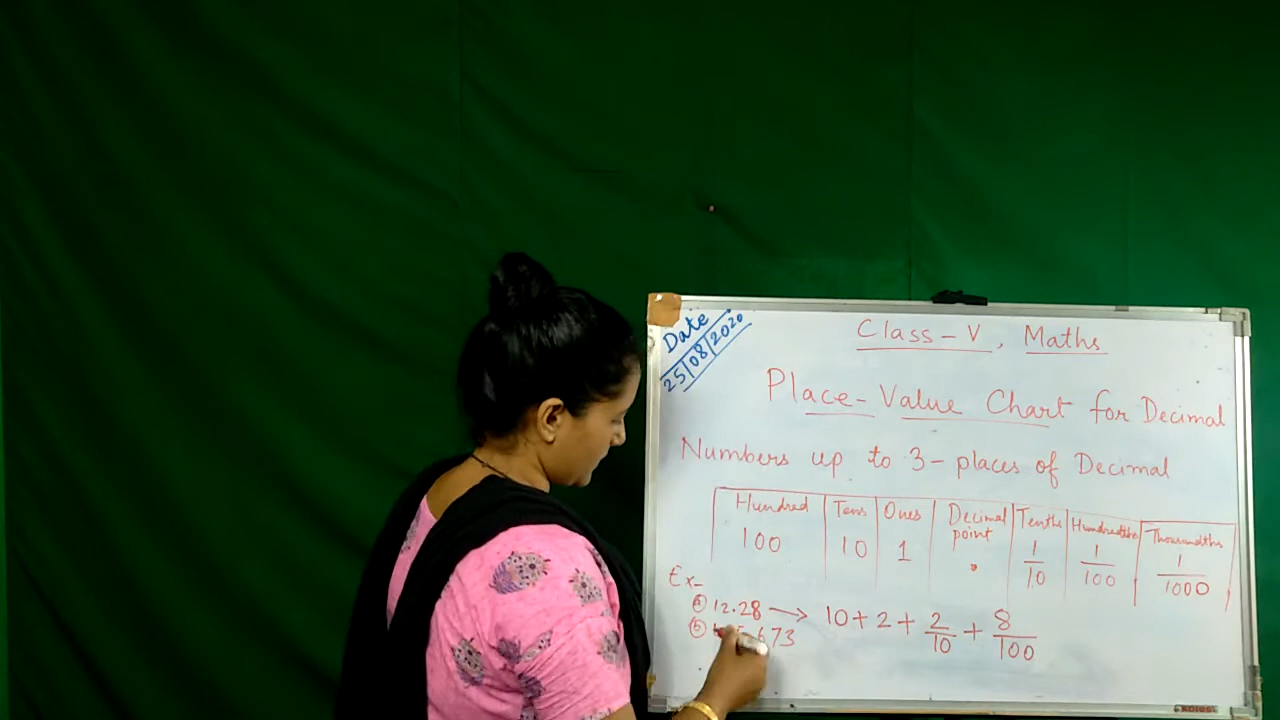 Date
25/08/2020
Class-V, Maths
Place-Value Chart for Decimal
Numbers up to 3-places of Decimal
Hundred Tens Ones Decimal point Tenths Hundredths Thousandths
100 10 1 . 1/10 1/100 1/1000
Ex-
(a) 12.28 → 10 + 2 + 2/10 + 8/100
(b) 673